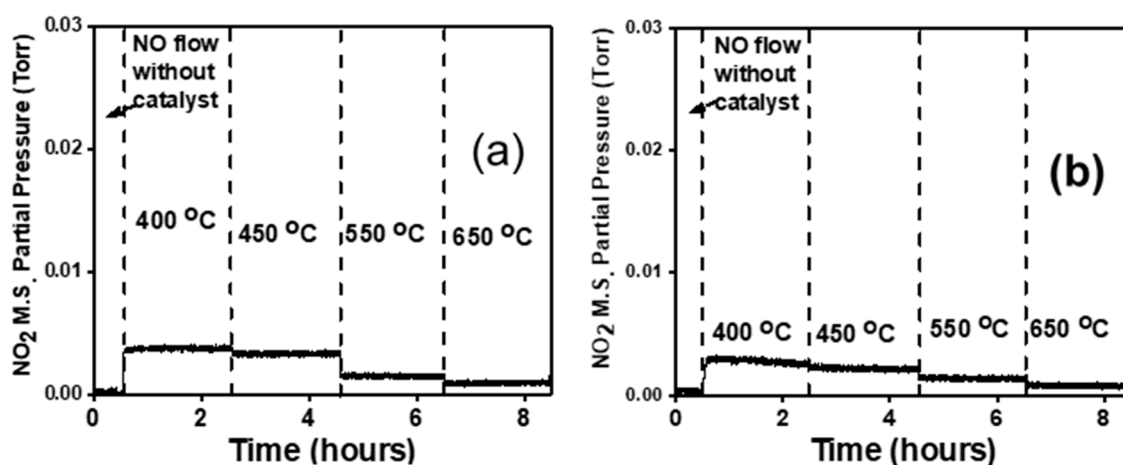 NO2 M.S. Partial Pressure (Torr)
0.03
0.02
0.01
0.00
NO flow
without
catalyst
(a)
400 °C
450 °C
550 °C
650 °C
0
2
4
6
8
Time (hours)
NO2 M.S. Partial Pressure (Torr)
0.03
0.02
0.01
0.00
NO flow
without
catalyst
(b)
400 °C
450 °C
550 °C
650 °C
0
2
4
6
8
Time (hours)